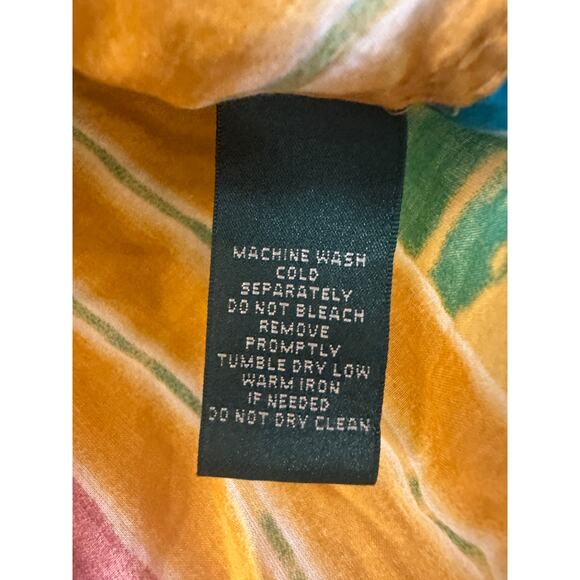 MACHINE WASH
COLD
SEPARATELY
DO NOT BLEACH
REMOVE
PROMPTLY
TUMBLE DRY LOW
WARM IRON
IF NEEDED
DO NOT DRY CLEAN